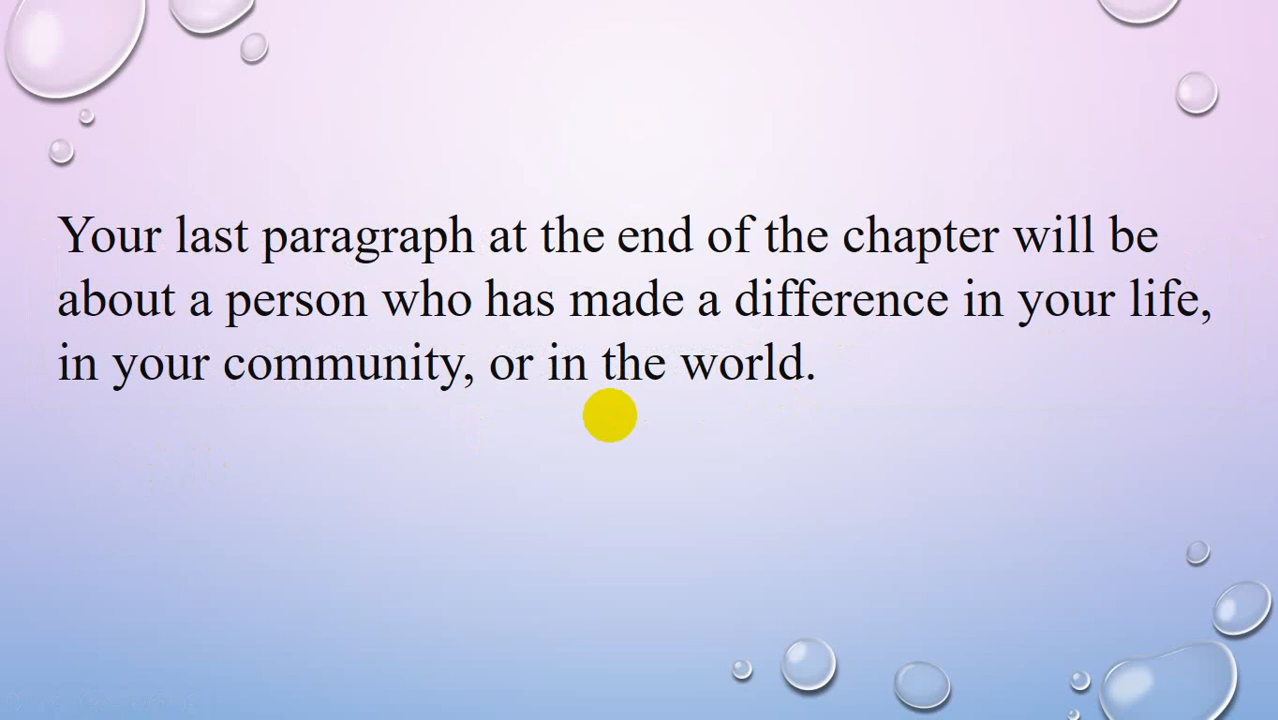 Your last paragraph at the end of the chapter will be
about a person who has made a difference in your life,
in your community, or in the world.